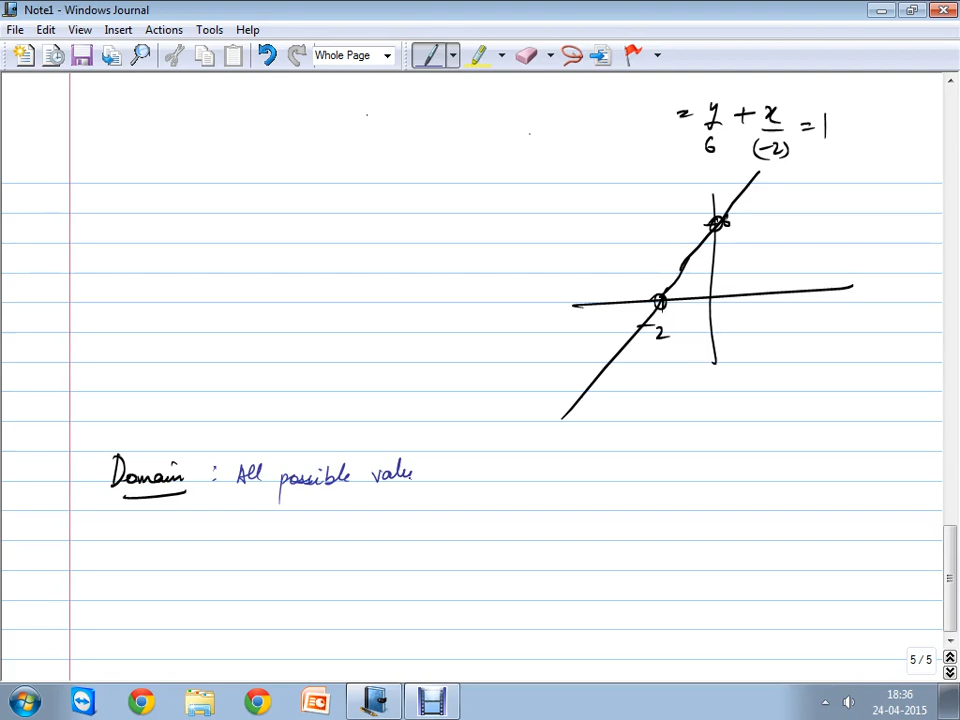 Note1 - Windows Journal
File Edit View Insert Actions Tools Help
Whole Page
= y/6 + x/(-2) = 1
6
-2
Domain : All possible valu
5 / 5
18:36
24-04-2015